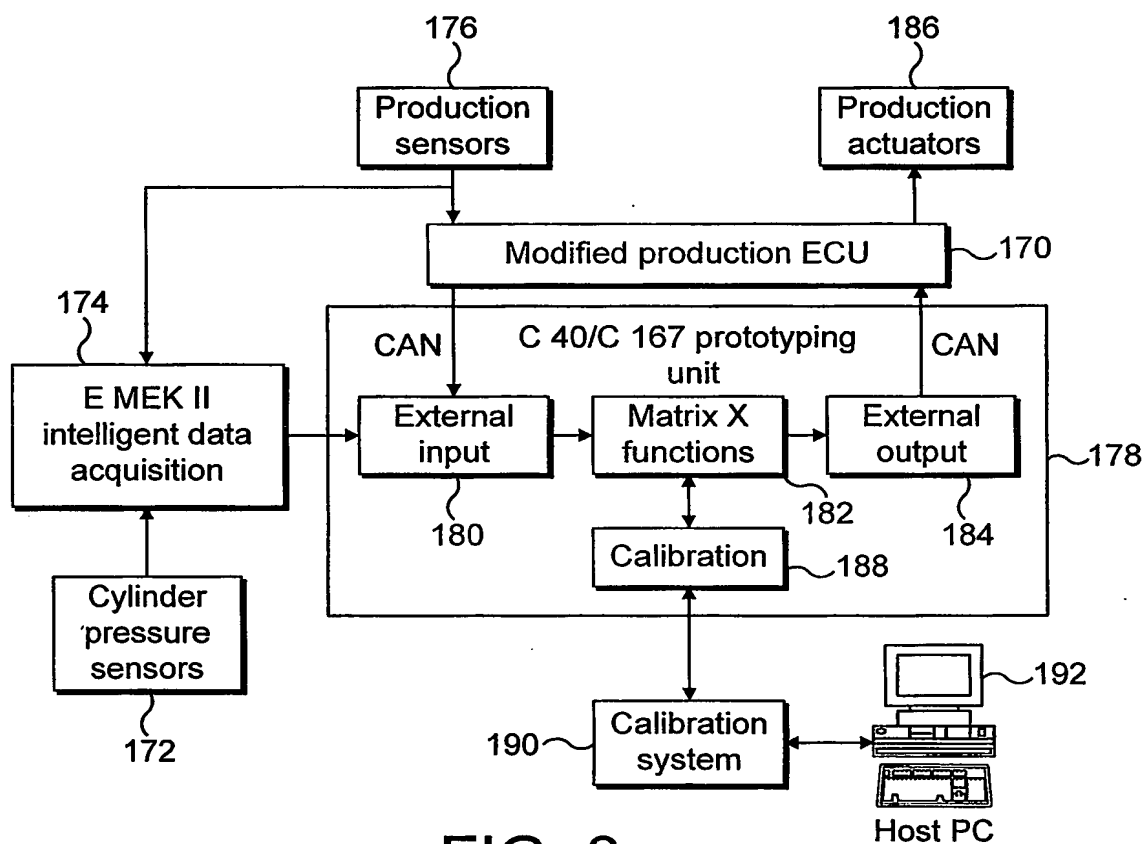 176
186
Production
sensors
Production
actuators
Modified production ECU
170
174
CAN
C 40/C 167 prototyping
unit
CAN
E MEK II
intelligent data
acquisition
External
input
Matrix X
functions
External
output
178
180
182
184
Calibration
188
Cylinder
pressure
sensors
172
190
Calibration
system
192
Host PC